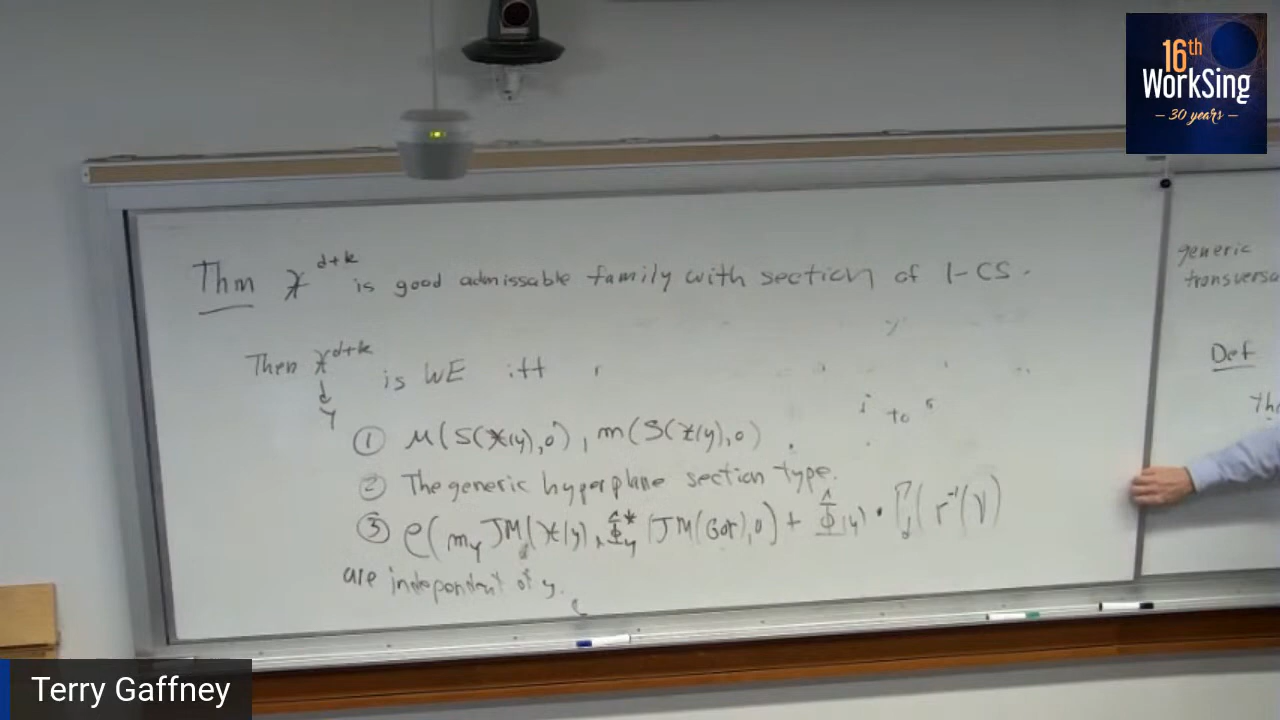 16th
WorkSing
— 30 years —
Thm 𝒳^{d+k} is good admissable family with section of 1-CS.
Then 𝒳^{d+k} is WE iff
↓
Y
① μ(S(𝒳(y),0), m(S(𝒳(y),0)
② The generic hyperplane section type.
③ e(m_Y JM(𝒳(y), Φ̂*_y (JM(Gor),0) + Φ̂(y) · Γ_d(r^{-1}(Y)
are independent of y.
generic
Def
Terry Gaffney